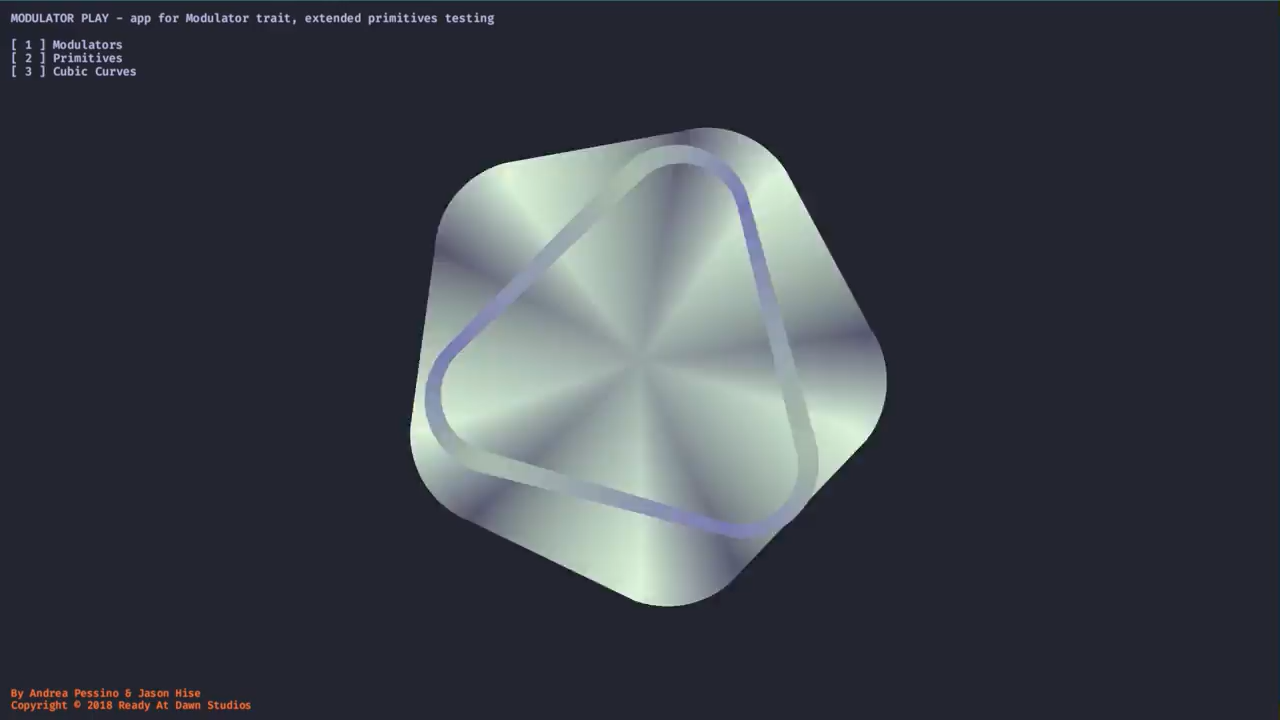 MODULATOR PLAY - app for Modulator trait, extended primitives testing
[ 1 ] Modulators
[ 2 ] Primitives
[ 3 ] Cubic Curves
By Andrea Pessino & Jason Hise
Copyright © 2018 Ready At Dawn Studios